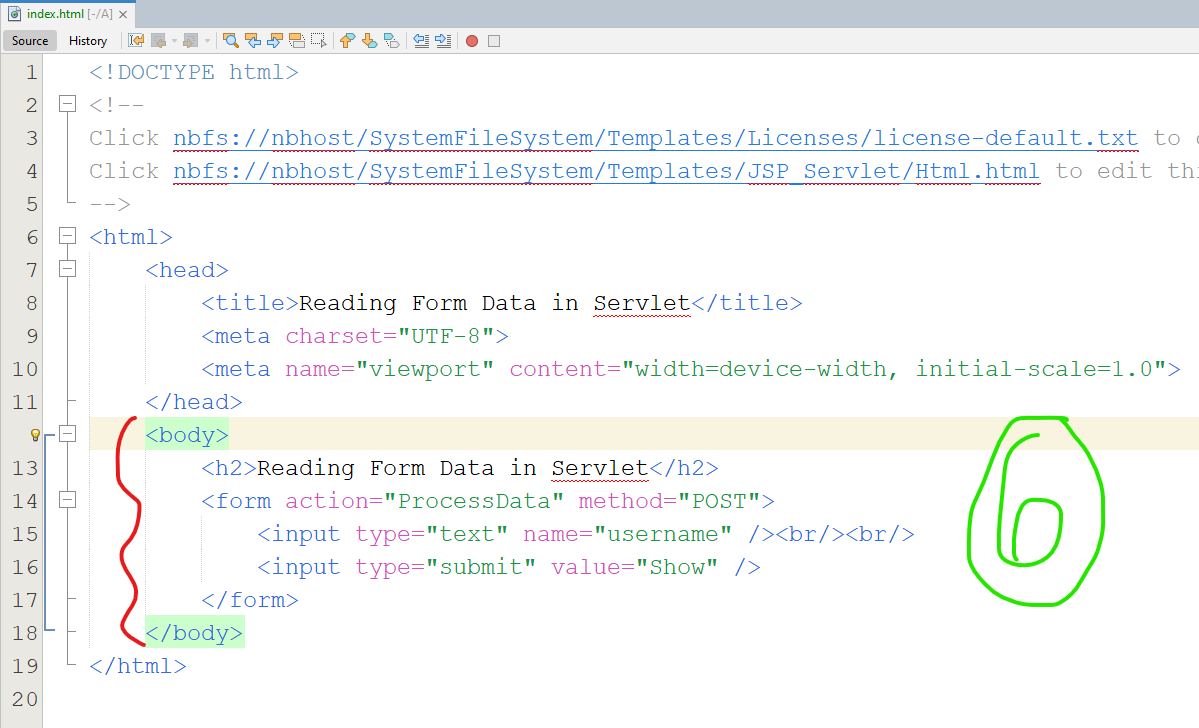 index.html [-/A]
Source History
1 <!DOCTYPE html>
2 <!--
3 Click nbfs://nbhost/SystemFileSystem/Templates/Licenses/license-default.txt to
4 Click nbfs://nbhost/SystemFileSystem/Templates/JSP_Servlet/Html.html to edit
5 -->
6 <html>
7 <head>
8 <title>Reading Form Data in Servlet</title>
9 <meta charset="UTF-8">
10 <meta name="viewport" content="width=device-width, initial-scale=1.0">
11 </head>
<body>
13 <h2>Reading Form Data in Servlet</h2>
14 <form action="ProcessData" method="POST">
15 <input type="text" name="username" /><br/><br/>
16 <input type="submit" value="Show" />
17 </form>
18 </body>
19 </html>
20
6